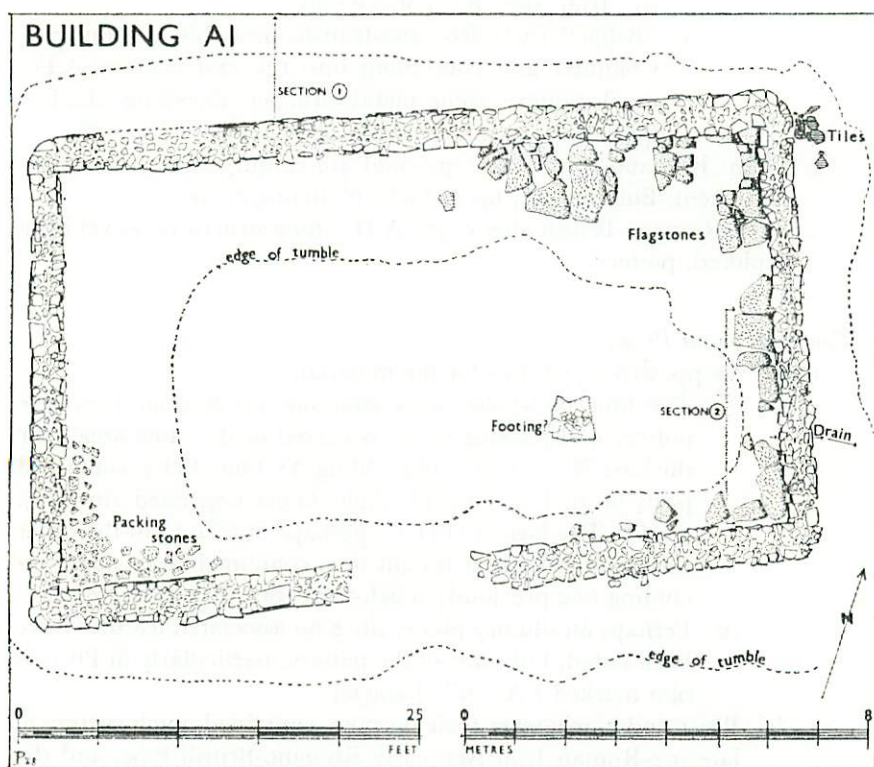 BUILDING A1
SECTION 1
Tiles
Flagstones
edge of tumble
SECTION 2
Footing?
Drain
Packing
stones
N
edge of tumble
0 25 0 8
FEET METRES